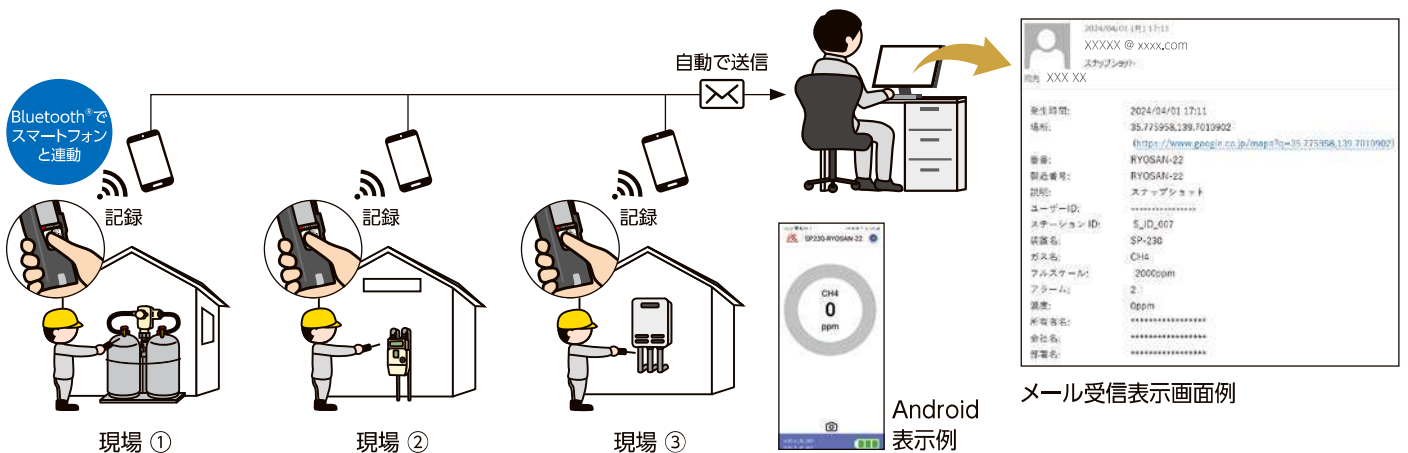 Bluetooth®で
スマートフォン
と連動
記録
記録
記録
自動で送信
現場 ①
現場 ②
現場 ③
SP230-RYOSAN-22
CH4
0
ppm
Android
表示例
2024/04/01 (月) 17:11
XXXXX @ xxxx.com
スナップショット
宛先 XXX XX
発生時間: 2024/04/01 17:11
場所: 35.775958,139.7010902
(https://www.google.co.jp/maps?q=35.775958,139.7010902)
RYOSAN-22
製造番号: RYOSAN-22
説明: スナップショット
ユーザーID: ***************
ステーション ID: S_ID_007
装置名: SP-230
ガス名: CH4
フルスケール: 2000ppm
アラーム: 2
濃度: 0ppm
所有者名: *****************
会社名: *****************
部署名: *****************
メール受信表示画面例